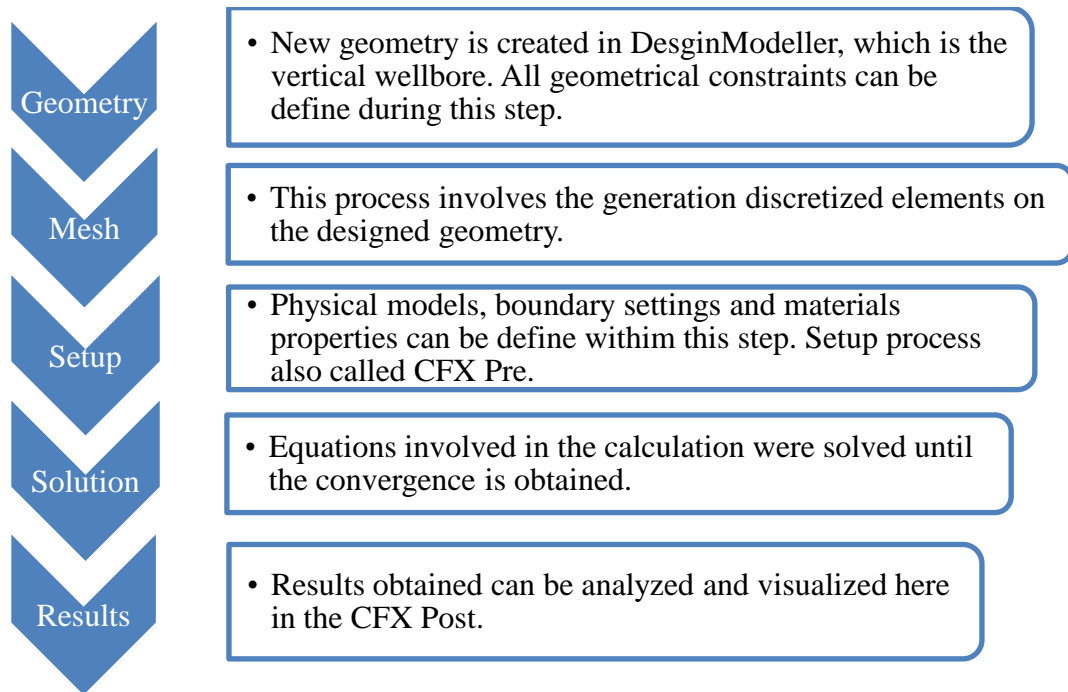 Geometry
• New geometry is created in DesginModeller, which is the
vertical wellbore. All geometrical constraints can be
define during this step.
Mesh
• This process involves the generation discretized elements on
the designed geometry.
Setup
• Physical models, boundary settings and materials
properties can be define withim this step. Setup process
also called CFX Pre.
Solution
• Equations involved in the calculation were solved until
the convergence is obtained.
Results
• Results obtained can be analyzed and visualized here
in the CFX Post.